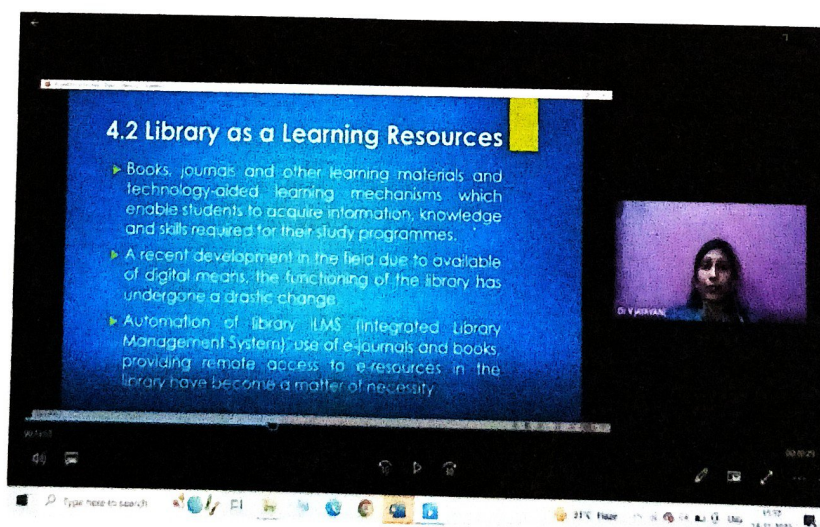 4.2 Library as a Learning Resources
Books, journals and other learning materials and
technology-aided learning mechanisms which
enable students to acquire information, knowledge
and skills required for their study programmes.
A recent development in the field due to available
of digital means, the functioning of the library has
undergone a drastic change
Automation of library ILMS (Integrated Library
Management System), use of e-journals and books,
providing remote access to e-resources in the
library have become a matter of necessity
Type here to search
31°C Haze
ENG